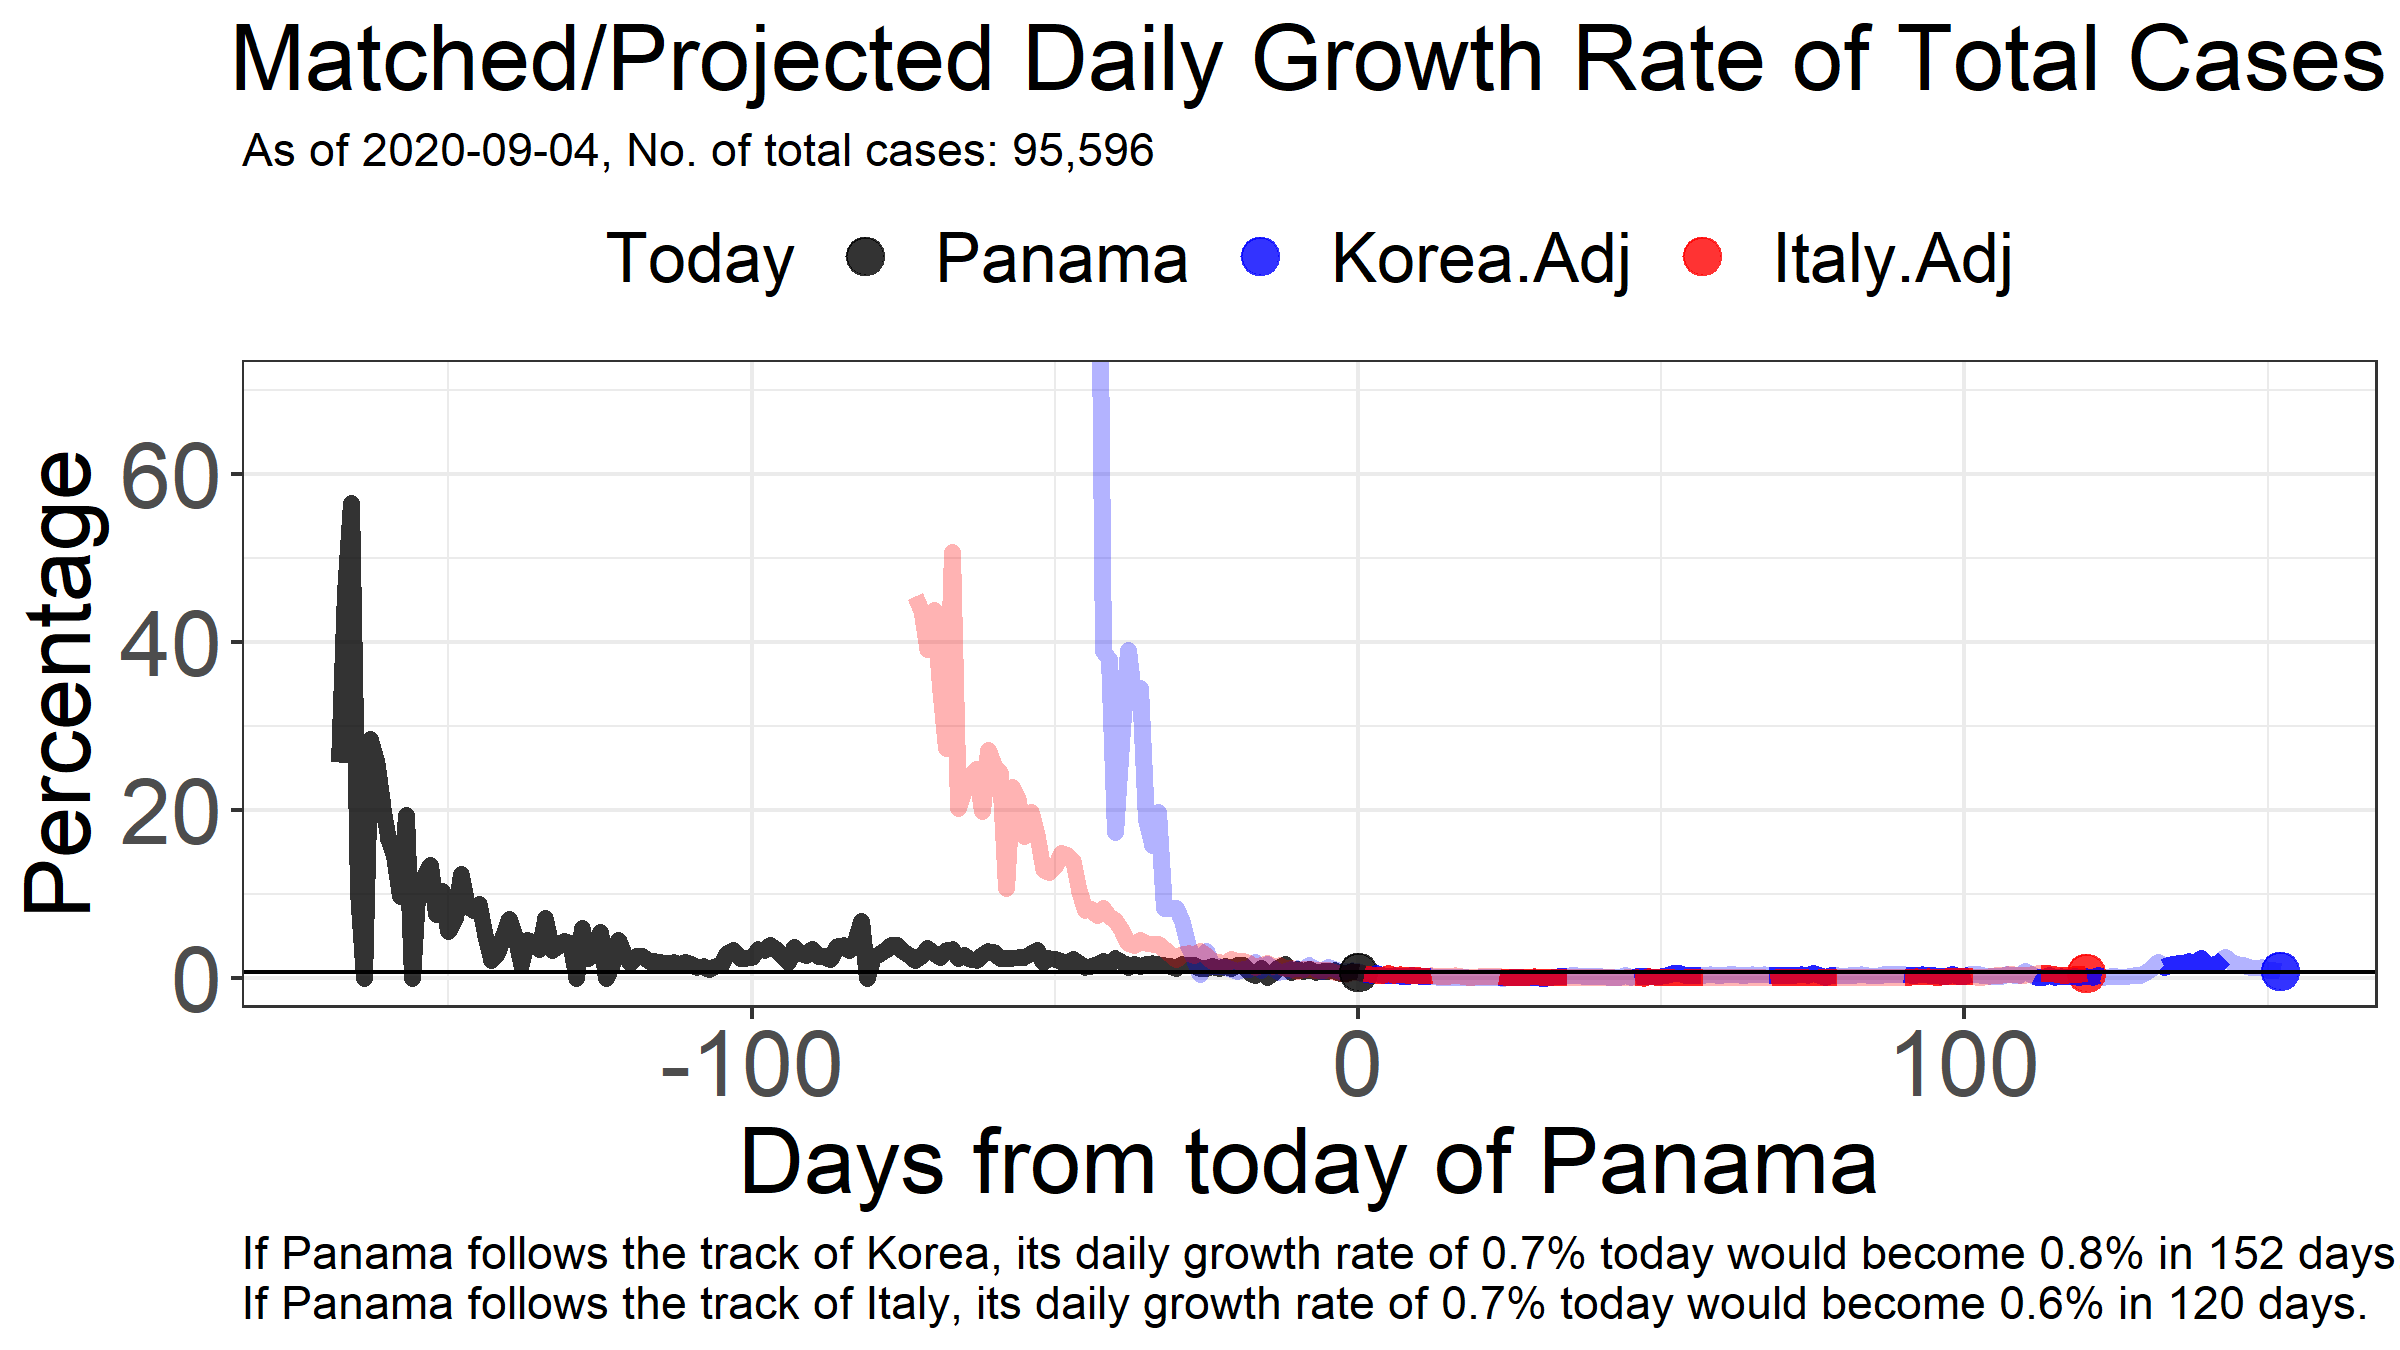 Matched/Projected Daily Growth Rate of Total Cases
As of 2020-09-04, No. of total cases: 95,596
Today Panama Korea.Adj Italy.Adj
Percentage
60
40
20
0
-100 0 100
Days from today of Panama
If Panama follows the track of Korea, its daily growth rate of 0.7% today would become 0.8% in 152 days
If Panama follows the track of Italy, its daily growth rate of 0.7% today would become 0.6% in 120 days.